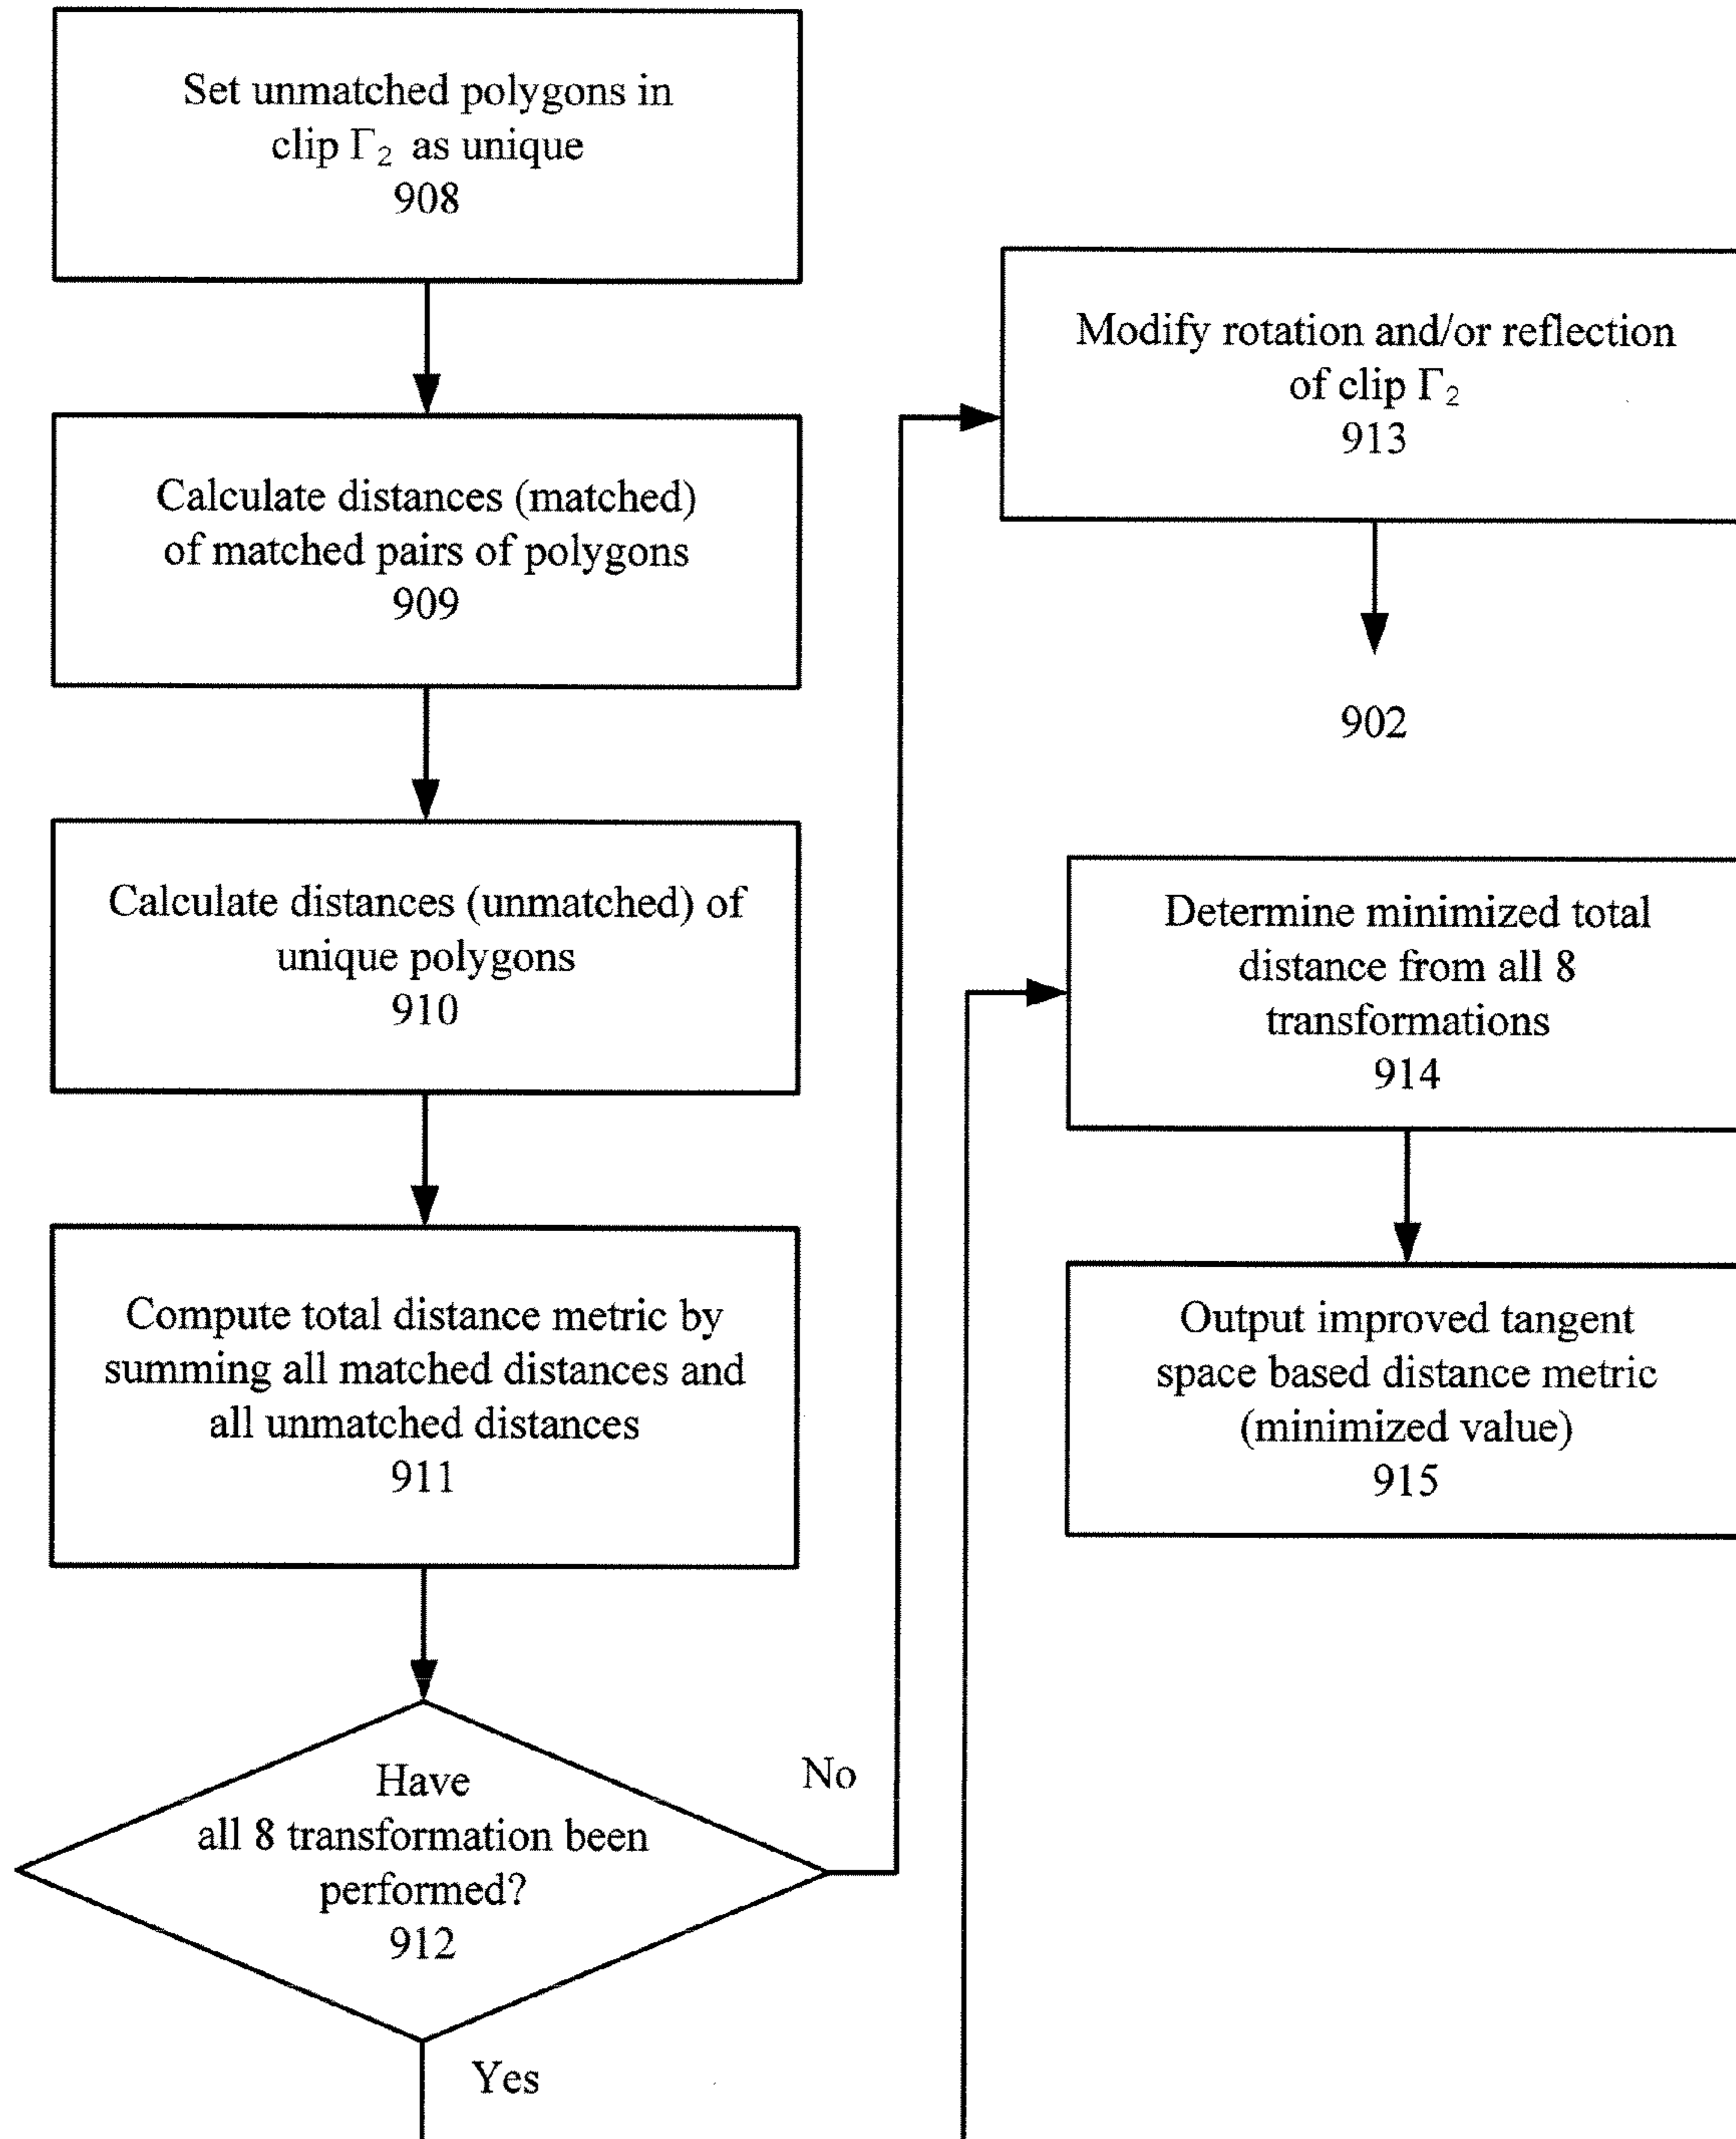 Set unmatched polygons in
clip Γ₂ as unique
908
Calculate distances (matched)
of matched pairs of polygons
909
Calculate distances (unmatched) of
unique polygons
910
Compute total distance metric by
summing all matched distances and
all unmatched distances
911
Have
all 8 transformation been
performed?
912
No
Yes
Modify rotation and/or reflection
of clip Γ₂
913
902
Determine minimized total
distance from all 8
transformations
914
Output improved tangent
space based distance metric
(minimized value)
915